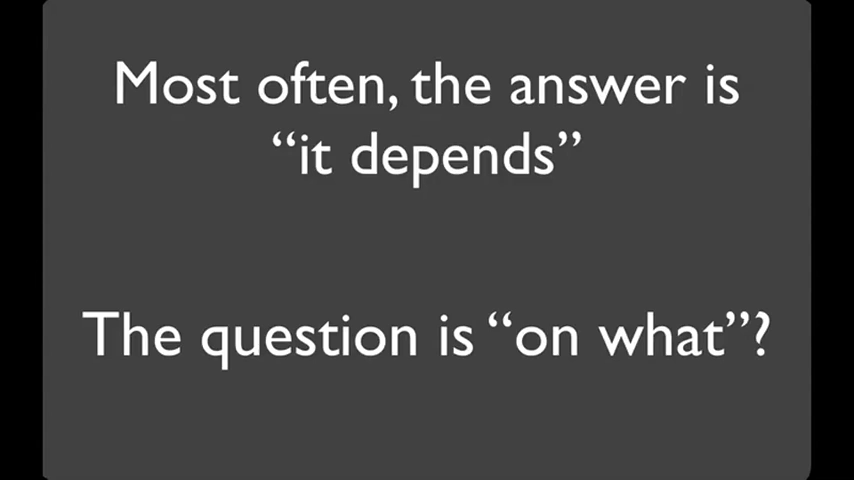 Most often, the answer is
“it depends”
The question is “on what”?